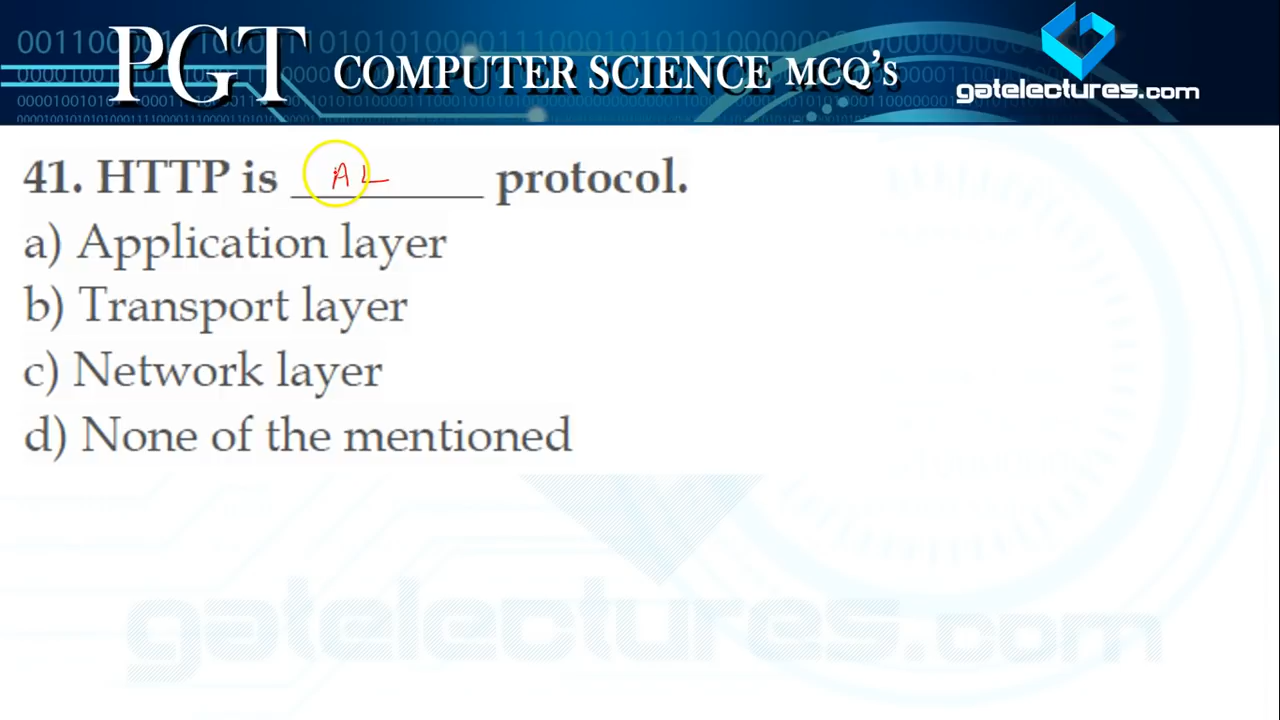 PGT COMPUTER SCIENCE MCQ'S
gatelectures.com
41. HTTP is AL protocol.
a) Application layer
b) Transport layer
c) Network layer
d) None of the mentioned
gatelectures.com